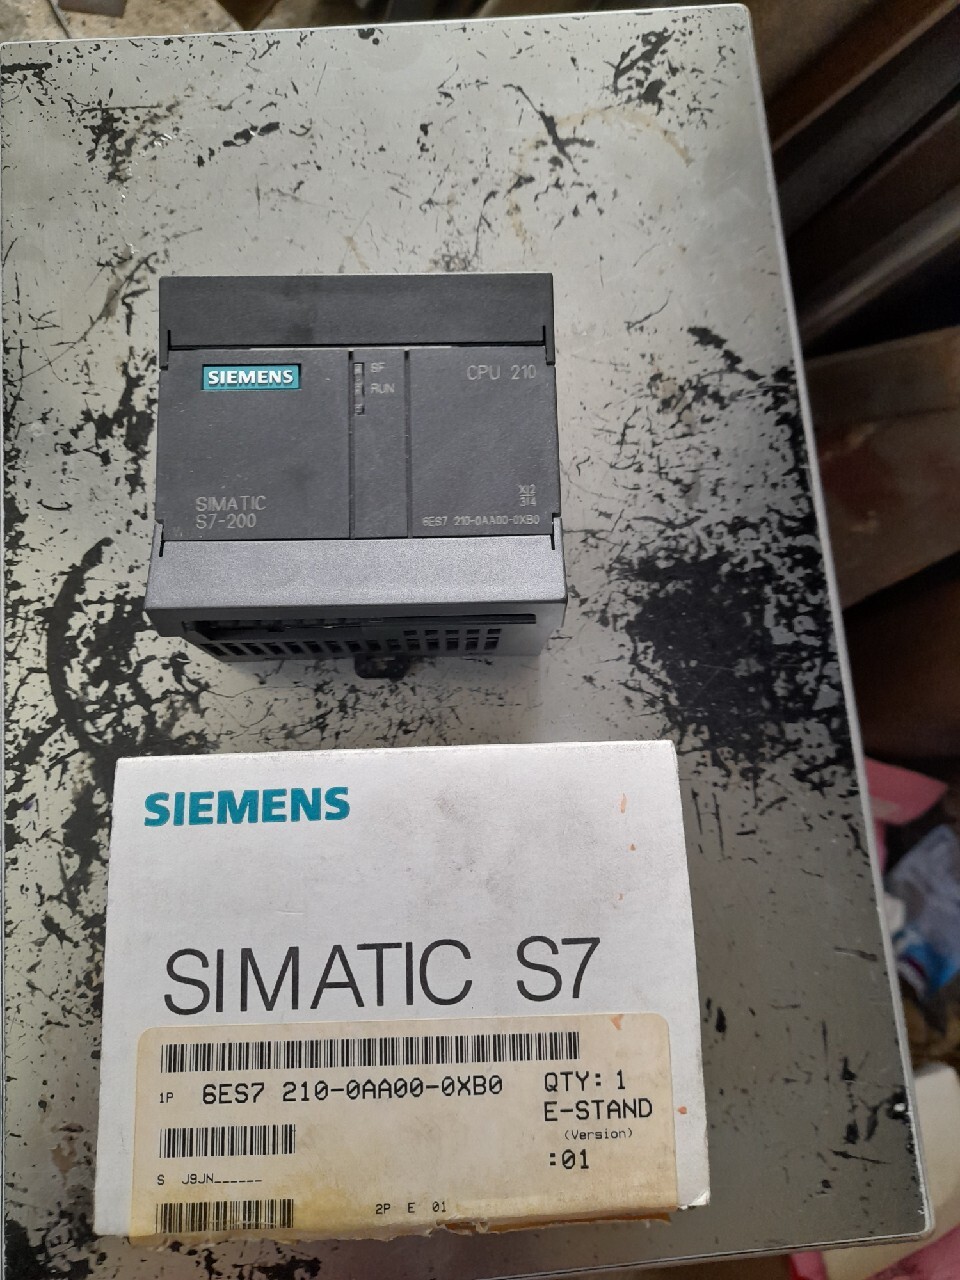 SIEMENS
SF
RUN
CPU 210
SIMATIC
S7-200
X 2
3 4
6ES7 210-0AA00-0XB0
SIEMENS
SIMATIC S7
1P 6ES7 210-0AA00-0XB0
QTY: 1
E-STAND
(Version)
:01
S J9JN______
2P E 01